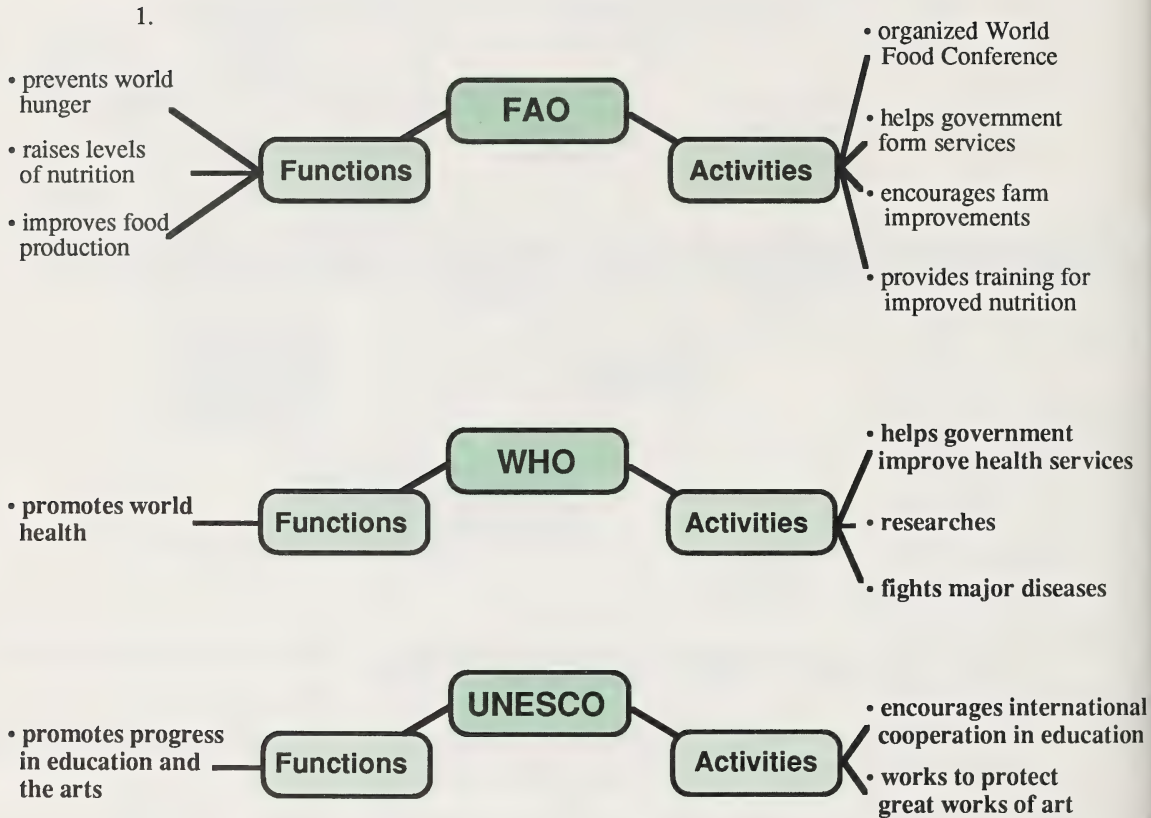 1.
FAO
Functions
• prevents world
hunger
• raises levels
of nutrition
• improves food
production
Activities
• organized World
Food Conference
• helps government
form services
• encourages farm
improvements
• provides training for
improved nutrition
WHO
Functions
• promotes world
health
Activities
• helps government
improve health services
• researches
• fights major diseases
UNESCO
Functions
• promotes progress
in education and
the arts
Activities
• encourages international
cooperation in education
• works to protect
great works of art